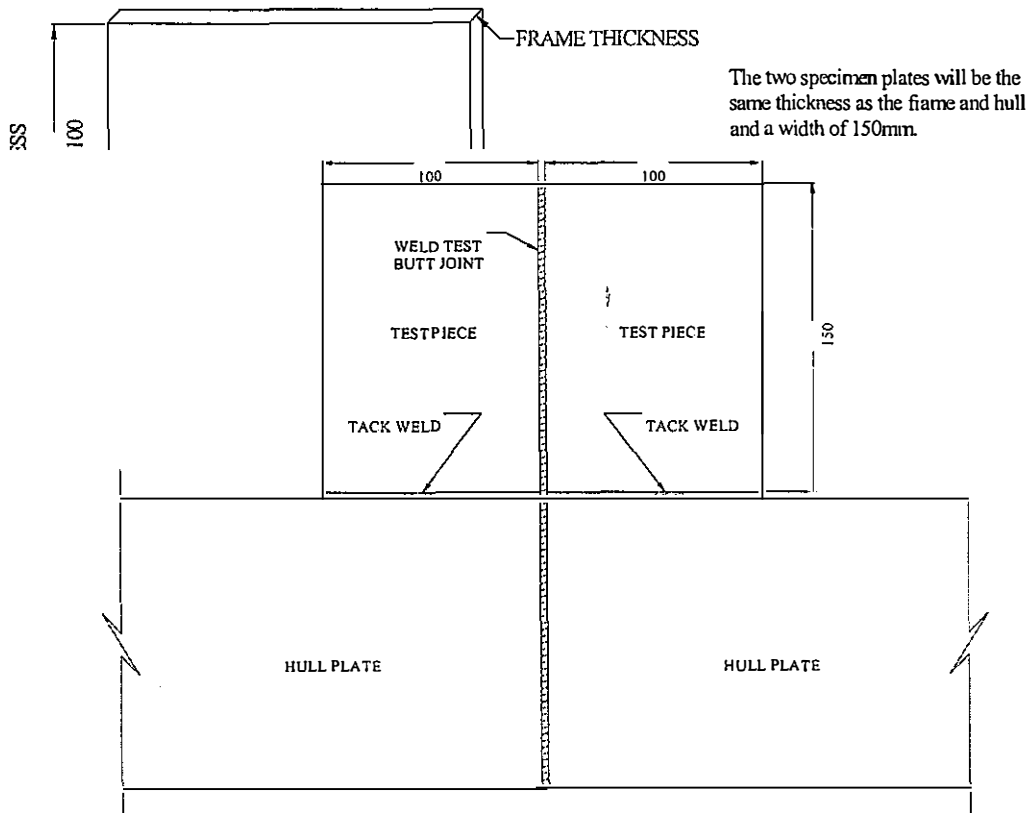 FRAME THICKNESS
The two specimen plates will be the
same thickness as the frame and hull
and a width of 150mm.
100
100
100
WELD TEST
BUTT JOINT
TEST PIECE
TEST PIECE
150
TACK WELD
TACK WELD
HULL PLATE
HULL PLATE